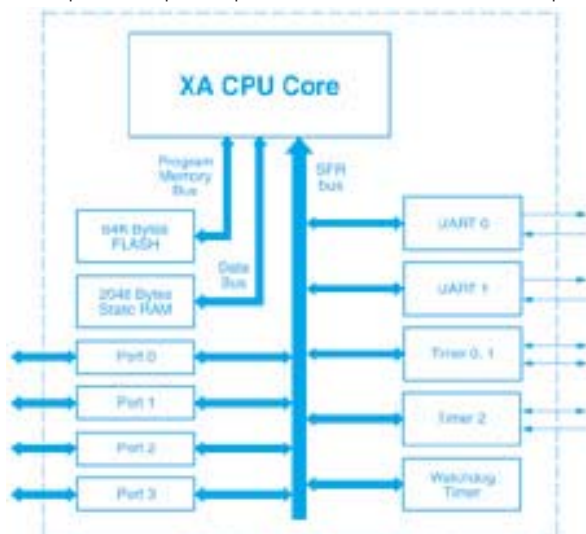 XA CPU Core
Program
Memory
Bus
SFR
bus
64K Bytes
FLASH
Data
Bus
2048 Bytes
Static RAM
UART 0
UART 1
Port 0
Timer 0, 1
Port 1
Timer 2
Port 2
Port 3
Watchdog
Timer